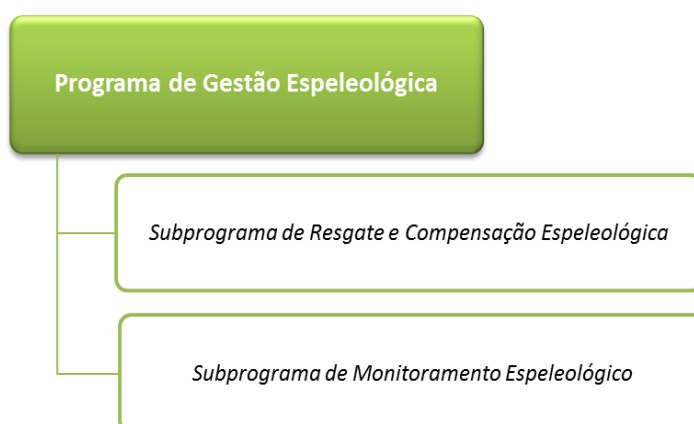 Programa de Gestão Espeleológica
Subprograma de Resgate e Compensação Espeleológica
Subprograma de Monitoramento Espeleológico